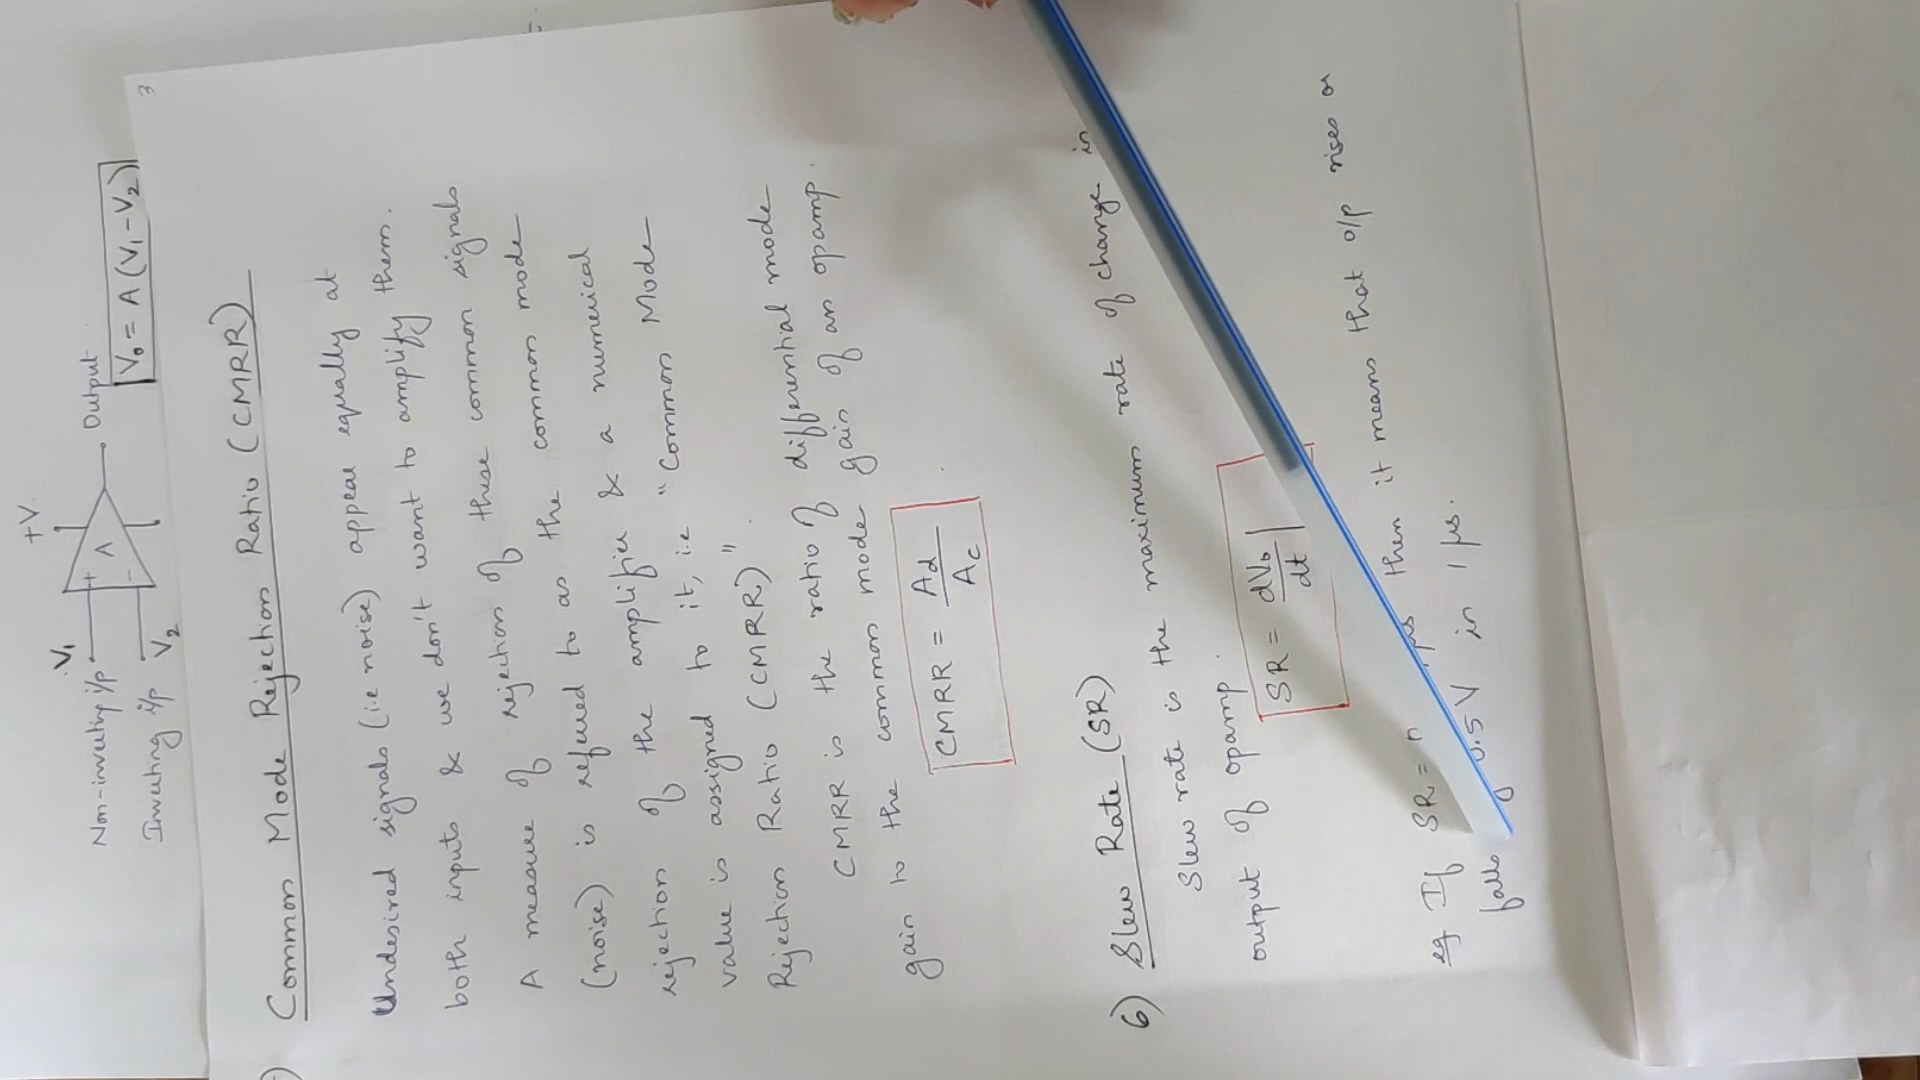 +V
V₁
Non-inverting i/p
+
A
-
Output
Inverting i/p
V₂
V₀ = A (V₁ - V₂)
3
Common Mode Rejection Ratio (CMRR)
Undesired signals (i.e noise) appear equally at
both inputs & we don't want to amplify them.
A measure of rejection of these common signals
(noise) is referred to as the common mode
rejection of the amplifier & a numerical
value is assigned to it, i.e "Common Mode
Rejection Ratio (CMRR)".
CMRR is the ratio of differential mode
gain to the common mode gain of an opamp.
CMRR = Ad / Ac
6) Slew Rate (SR)
Slew rate is the maximum rate of change in
output of opamp.
SR = dV₀ / dt |
eg If SR = /μs then it means that o/p rises or
falls 0.5V in 1 μs.